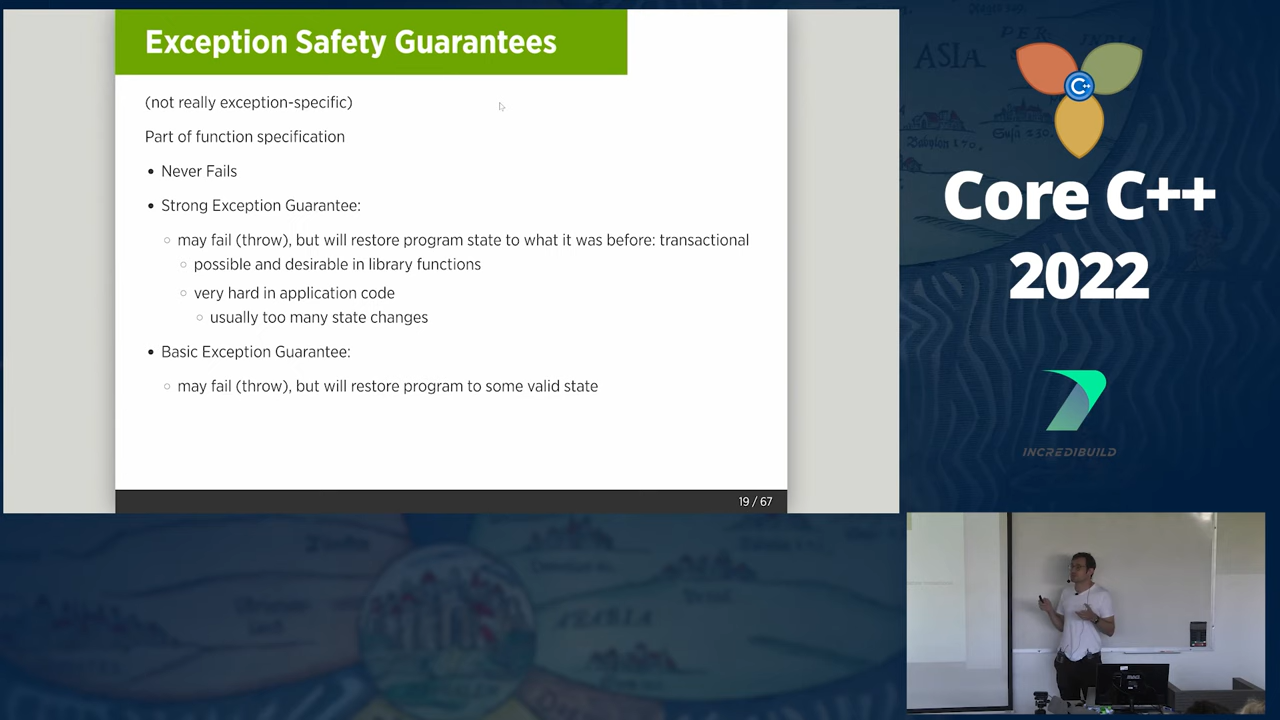 Exception Safety Guarantees
(not really exception-specific)
Part of function specification
• Never Fails
• Strong Exception Guarantee:
○ may fail (throw), but will restore program state to what it was before: transactional
○ possible and desirable in library functions
○ very hard in application code
○ usually too many state changes
• Basic Exception Guarantee:
○ may fail (throw), but will restore program to some valid state
19 / 67
ASIA
C++
Core C++
2022
INCREDIBUILD